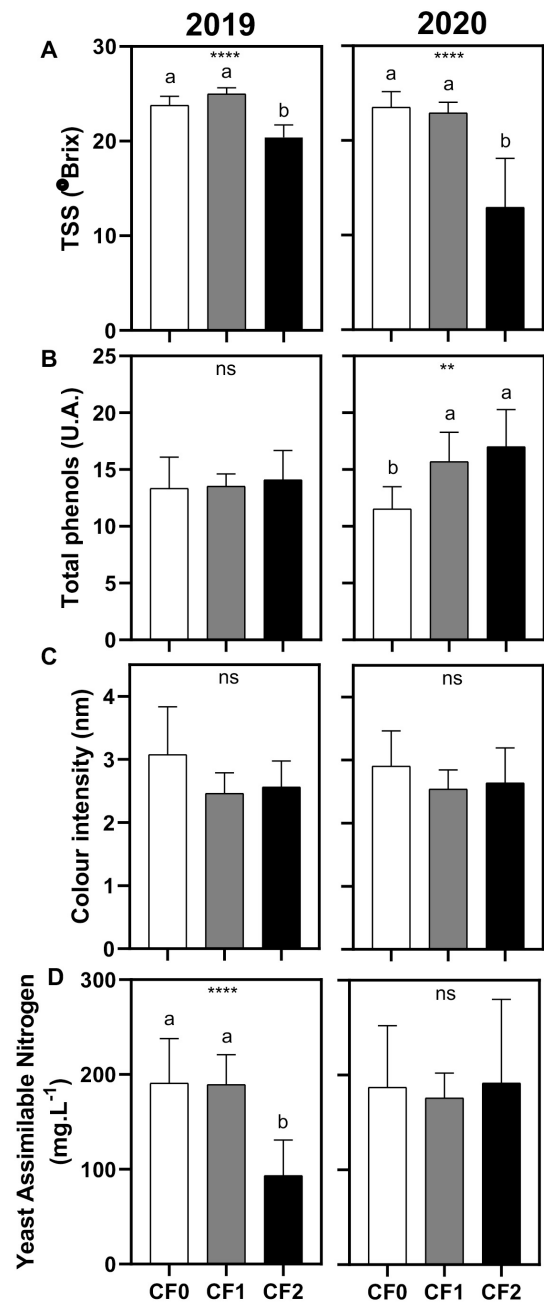 2019 2020
A
TSS (°Brix)
30
20
10
0
****
a a b
****
a a b
B
Total phenols (U.A.)
25
20
15
10
5
0
ns
**
b a a
C
Colour intensity (nm)
4
3
2
1
0
ns
ns
D
Yeast Assimilable Nitrogen
(mg.L-1)
300
200
100
0
****
a a b
ns
CF0 CF1 CF2 CF0 CF1 CF2